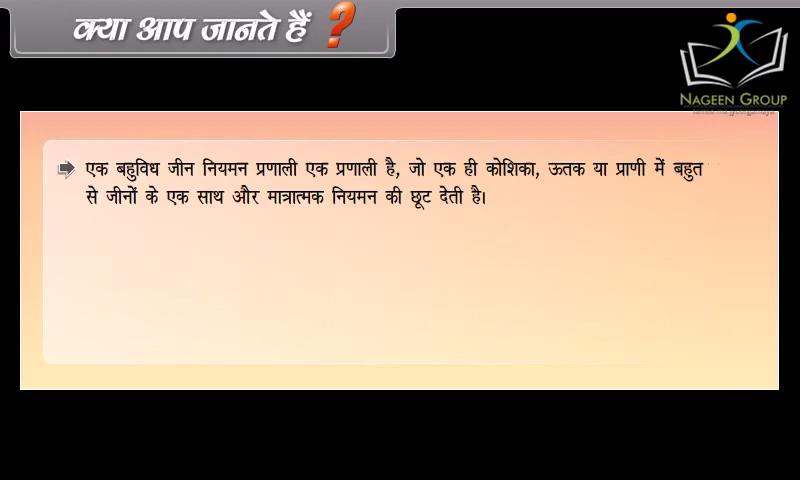 क्या आप जानते हैं ?
NAGEEN GROUP
एक बहुविध जीन नियमन प्रणाली एक प्रणाली है, जो एक ही कोशिका, ऊतक या प्राणी में बहुत
से जीनों के एक साथ और मात्रात्मक नियमन की छूट देती है।